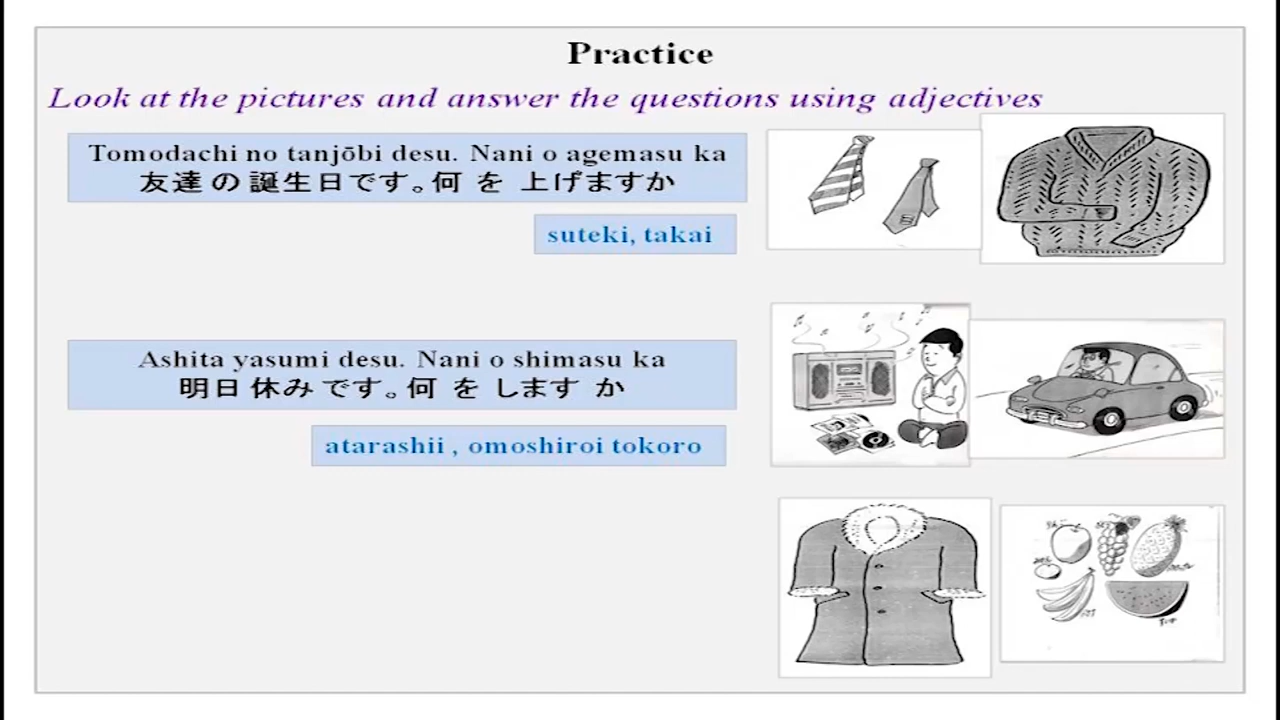 Practice
Look at the pictures and answer the questions using adjectives
Tomodachi no tanjōbi desu. Nani o agemasu ka
友達 の 誕生日です。何 を 上げますか
suteki, takai
Ashita yasumi desu. Nani o shimasu ka
明日 休み です。何 を します か
atarashii , omoshiroi tokoro